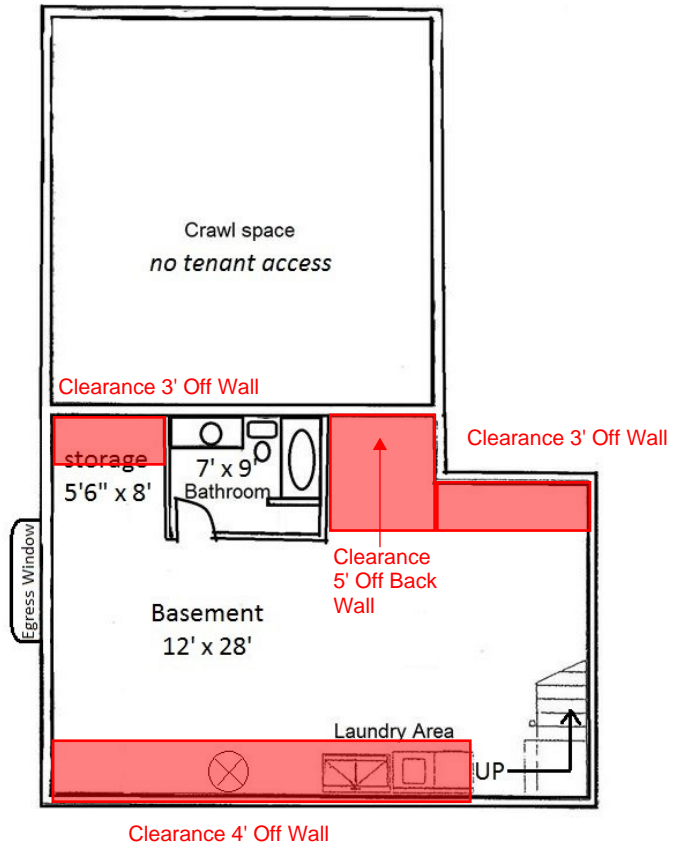 Crawl space
no tenant access
Clearance 3' Off Wall
Clearance 3' Off Wall
storage
5'6" x 8'
7' x 9'
Bathroom
Egress Window
Clearance
5' Off Back
Wall
Basement
12' x 28'
Laundry Area
UP
Clearance 4' Off Wall